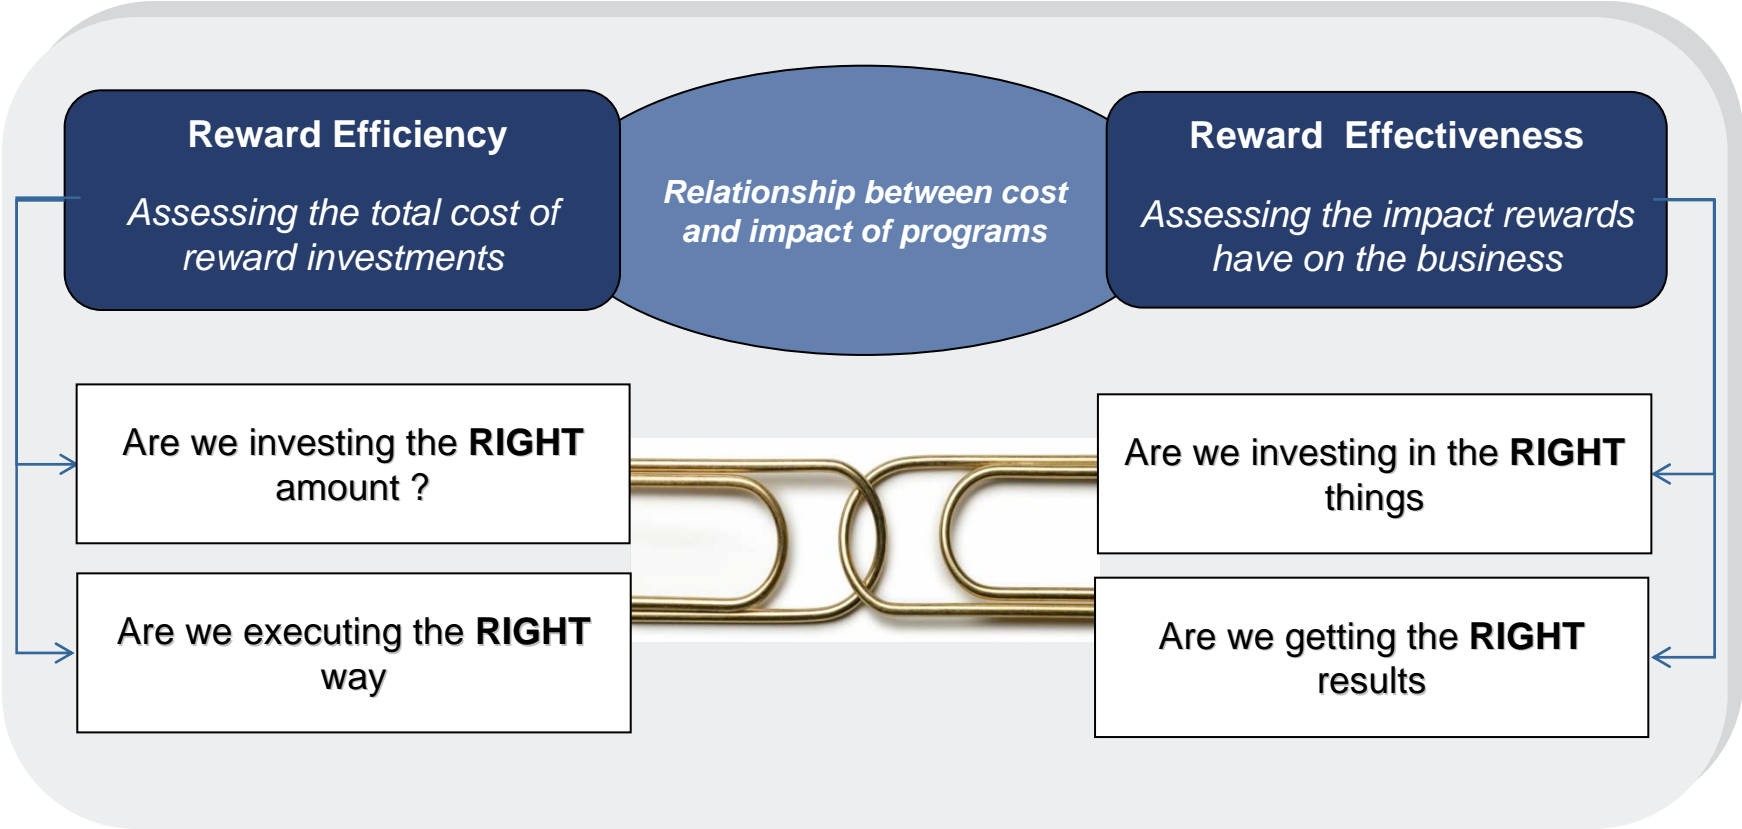 Reward Efficiency
Assessing the total cost of
reward investments
Relationship between cost
and impact of programs
Reward  Effectiveness
Assessing the impact rewards
have on the business
Are we investing the RIGHT
amount ?
Are we executing the RIGHT
way
Are we investing in the RIGHT
things
Are we getting the RIGHT
results